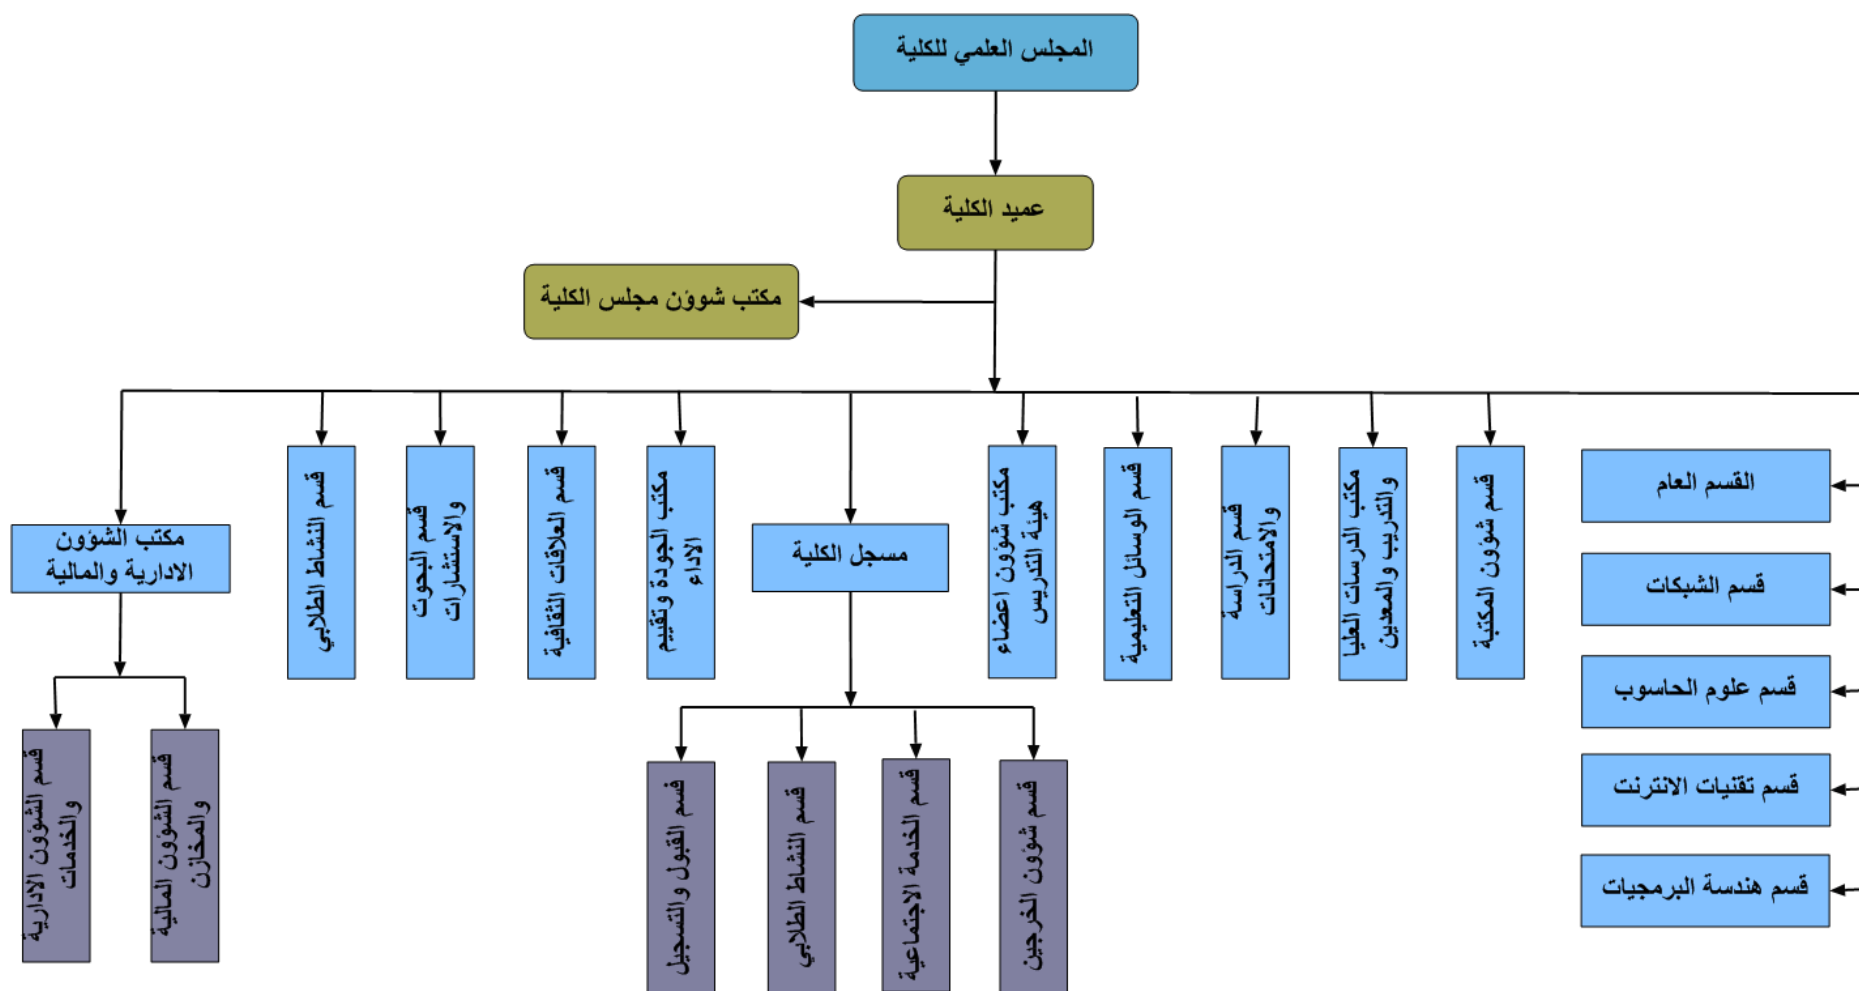 المجلس العلمي للكلية
عميد الكلية
مكتب شوؤن مجلس الكلية
قسم شؤون المكتبة
مكتب الدرسات العليا
والتدريب والمعدين
قسم الدراسة
والامتحانات
قسم الوسائل التعليمية
مكتب شؤون اعضاء
هيئة التدريس
مسجل الكلية
مكتب الجودة وتقييم
الاداء
قسم العلاقات الثقافية
قسم البحوت
والاستشارات
قسم النشاط الطلابي
مكتب الشؤون
الادارية والمالية
القسم العام
قسم الشبكات
قسم علوم الحاسوب
قسم تقنيات الانترنت
قسم هندسة البرمجيات
قسم شؤون الخرجين
قسم الخدمة الاجتماعية
قسم النشاط الطلابي
قسم القبول والتسجيل
قسم الشؤون المالية
والمخازن
قسم الشؤون الادارية
والخدمات